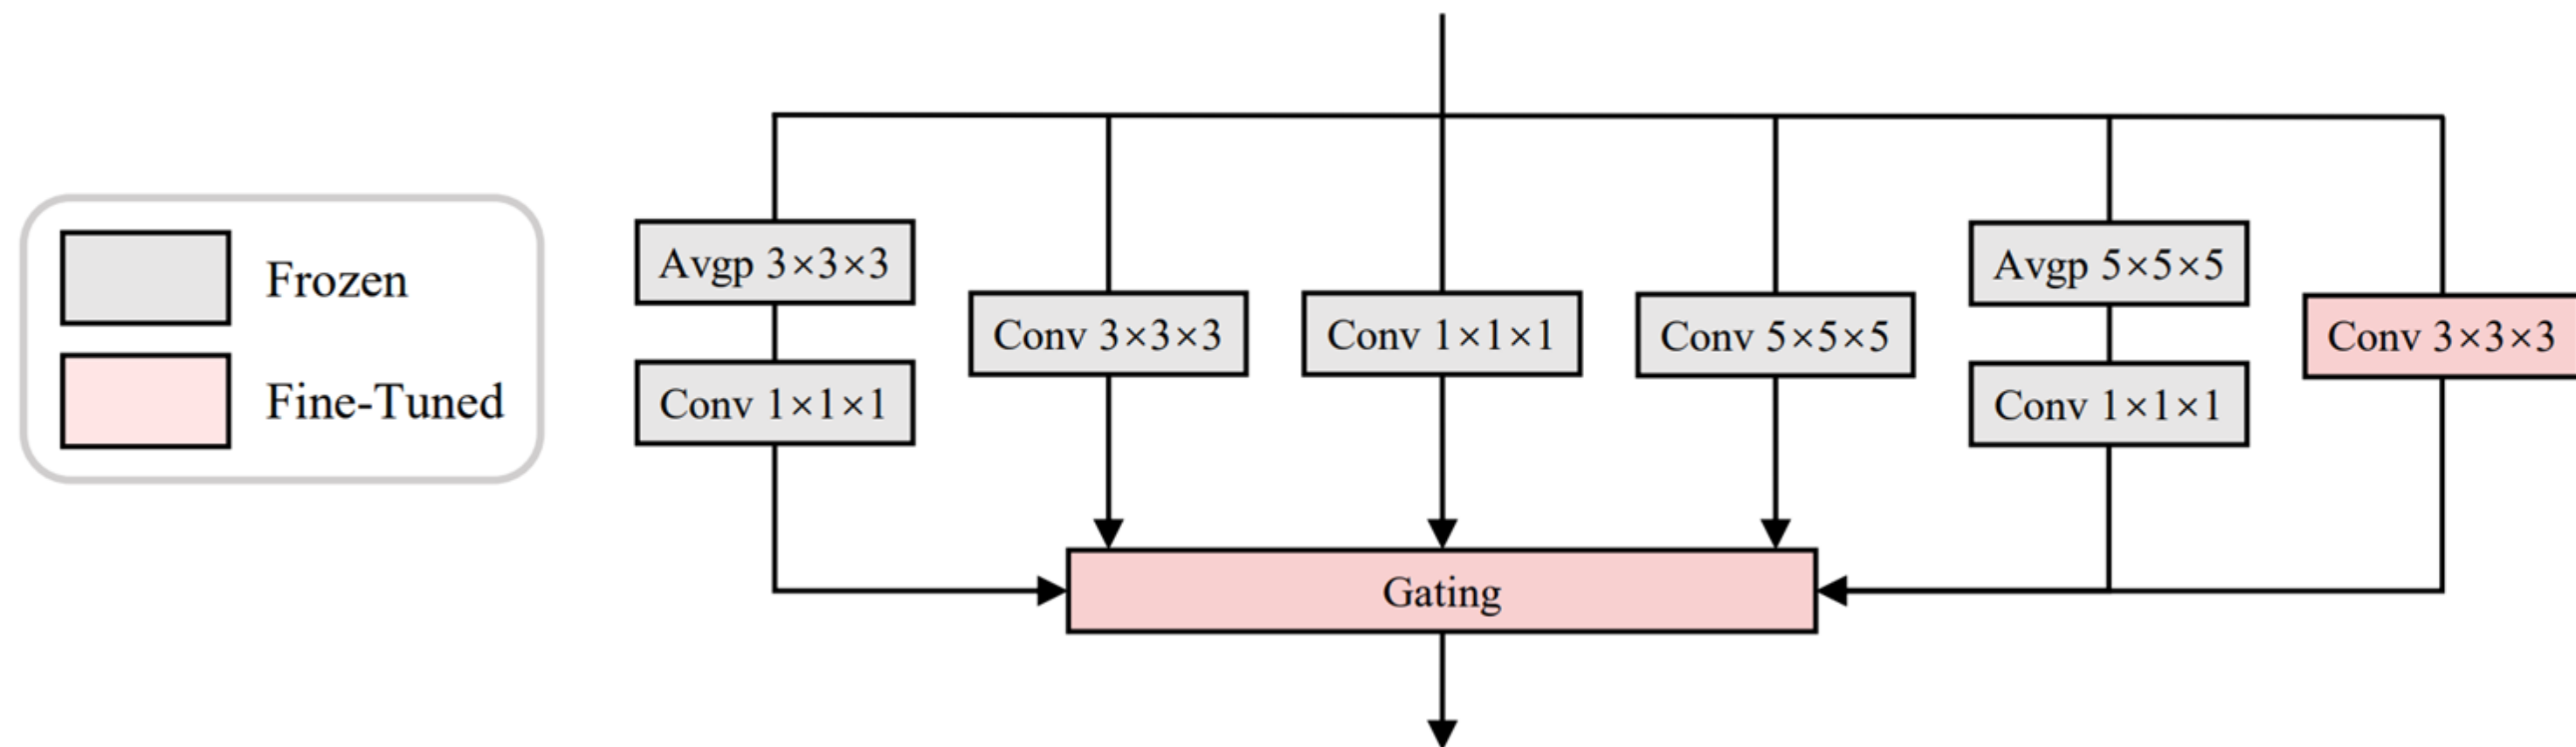 Frozen
Fine-Tuned
Avgp 3×3×3
Conv 1×1×1
Conv 3×3×3
Conv 1×1×1
Conv 5×5×5
Avgp 5×5×5
Conv 1×1×1
Conv 3×3×3
Gating